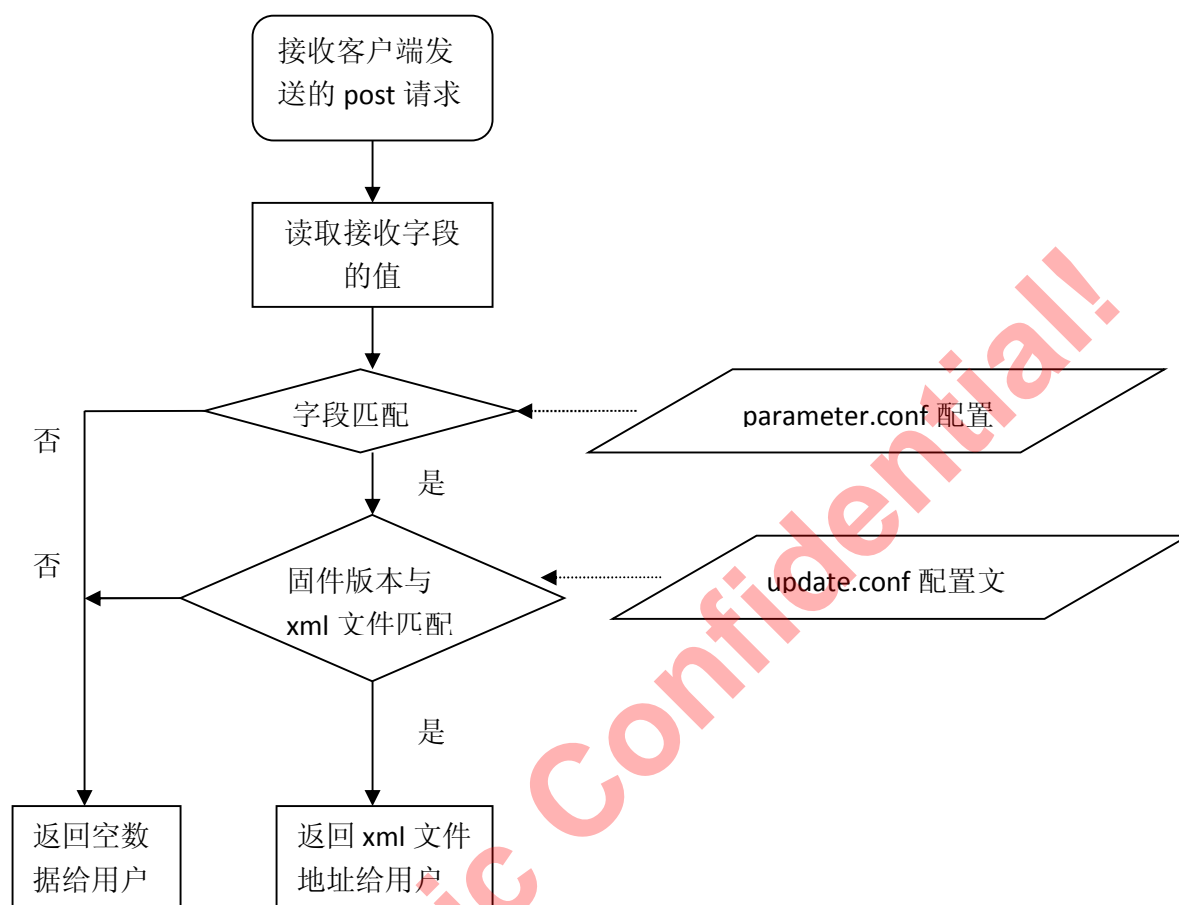 接收客户端发
送的 post 请求
读取接收字段
的值
字段匹配
parameter.conf 配置
否
是
否
固件版本与
xml 文件匹配
update.conf 配置文
是
返回空数
据给用户
返回 xml 文件
地址给用户
ic Confidential!